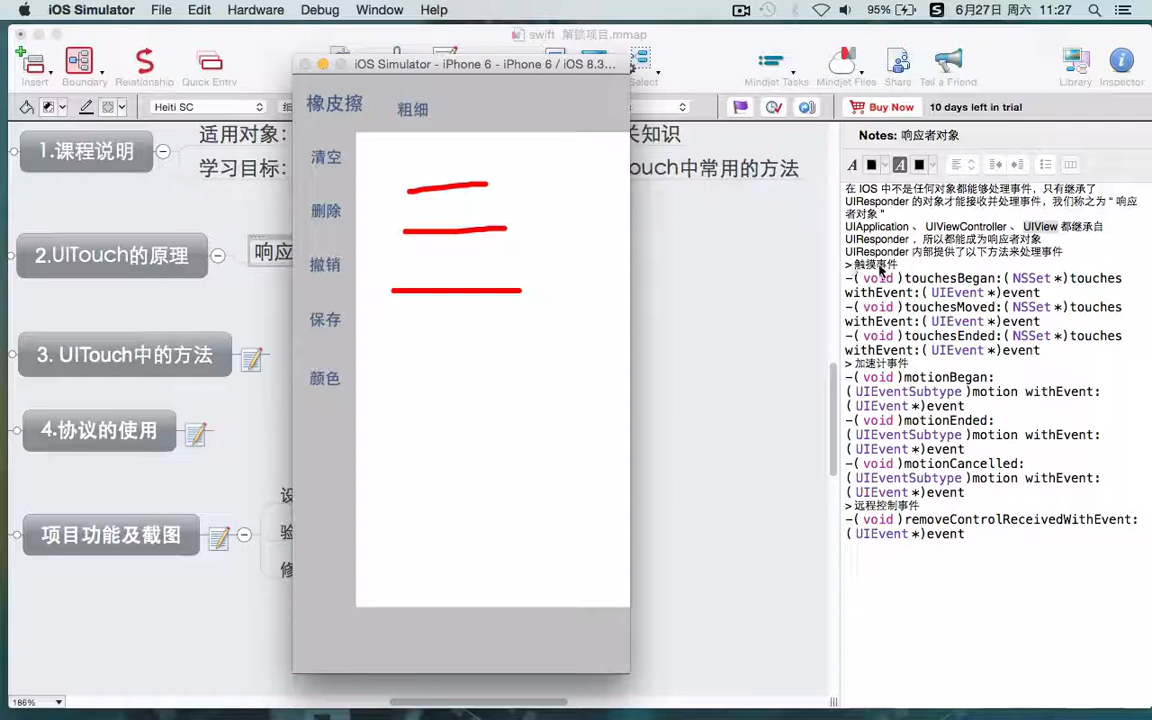 iOS Simulator File Edit Hardware Debug Window Help 95% 6月27日 周六 11:27
swift 解锁项目.mmap
Insert Boundary Relationship Quick Entry Select Mindjet Tasks Mindjet Files Share Tell a Friend Library Inspector
iOS Simulator - iPhone 6 - iPhone 6 / iOS 8.3...
Heiti SC Buy Now 10 days left in trial
橡皮擦 粗细
清空
删除
撤销
保存
颜色
1.课程说明
适用对象：
关知识
学习目标：
ouch中常用的方法
2.UITouch的原理
响应
3. UITouch中的方法
4.协议的使用
项目功能及截图
设
验
修
186%
Notes: 响应者对象
在 IOS 中不是任何对象都能够处理事件，只有继承了
UIResponder 的对象才能接收并处理事件，我们称之为 “ 响应
者对象 ”
UIApplication 、 UIViewController 、 UIView 都继承自
UIResponder ，所以都能成为响应者对象
UIResponder 内部提供了以下方法来处理事件
> 触摸事件
-( void )touchesBegan:( NSSet *)touches
withEvent:( UIEvent *)event
-( void )touchesMoved:( NSSet *)touches
withEvent:( UIEvent *)event
-( void )touchesEnded:( NSSet *)touches
withEvent:( UIEvent *)event
> 加速计事件
-( void )motionBegan:
( UIEventSubtype )motion withEvent:
( UIEvent *)event
-( void )motionEnded:
( UIEventSubtype )motion withEvent:
( UIEvent *)event
-( void )motionCancelled:
( UIEventSubtype )motion withEvent:
( UIEvent *)event
> 远程控制事件
-( void )removeControlReceivedWithEvent:
( UIEvent *)event